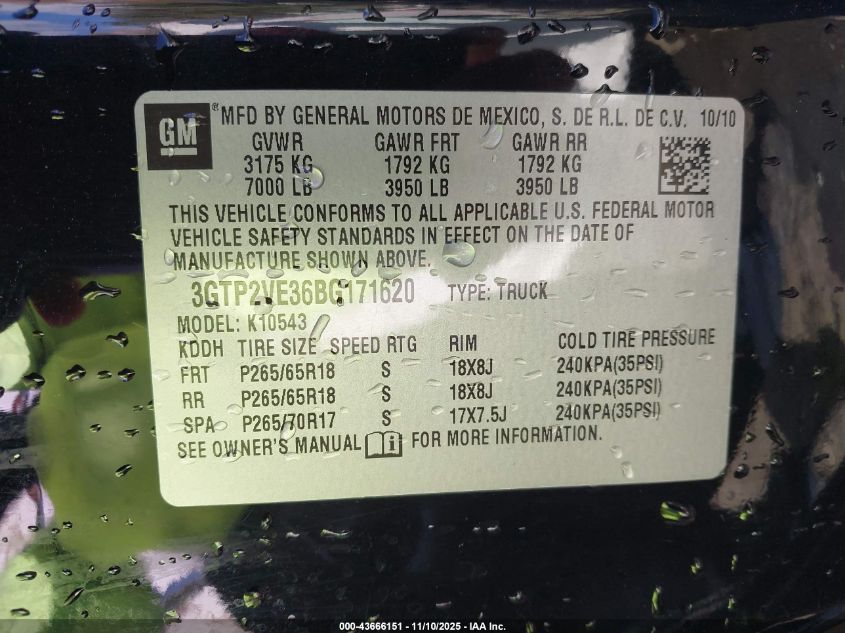 GM ® MFD BY GENERAL MOTORS DE MEXICO, S. DE R.L. DE C.V. 10/10
GVWR GAWR FRT GAWR RR
3175 KG 1792 KG 1792 KG
7000 LB 3950 LB 3950 LB
THIS VEHICLE CONFORMS TO ALL APPLICABLE U.S. FEDERAL MOTOR
VEHICLE SAFETY STANDARDS IN EFFECT ON THE DATE OF
MANUFACTURE SHOWN ABOVE.
3GTP2VE36BG171620 TYPE: TRUCK
MODEL: K10543
KDDH TIRE SIZE SPEED RTG RIM COLD TIRE PRESSURE
FRT P265/65R18 S 18X8J 240KPA(35PSI)
RR P265/65R18 S 18X8J 240KPA(35PSI)
SPA P265/70R17 S 17X7.5J 240KPA(35PSI)
SEE OWNER'S MANUAL FOR MORE INFORMATION.
000-43666151 — 11/10/2025 — IAA Inc.